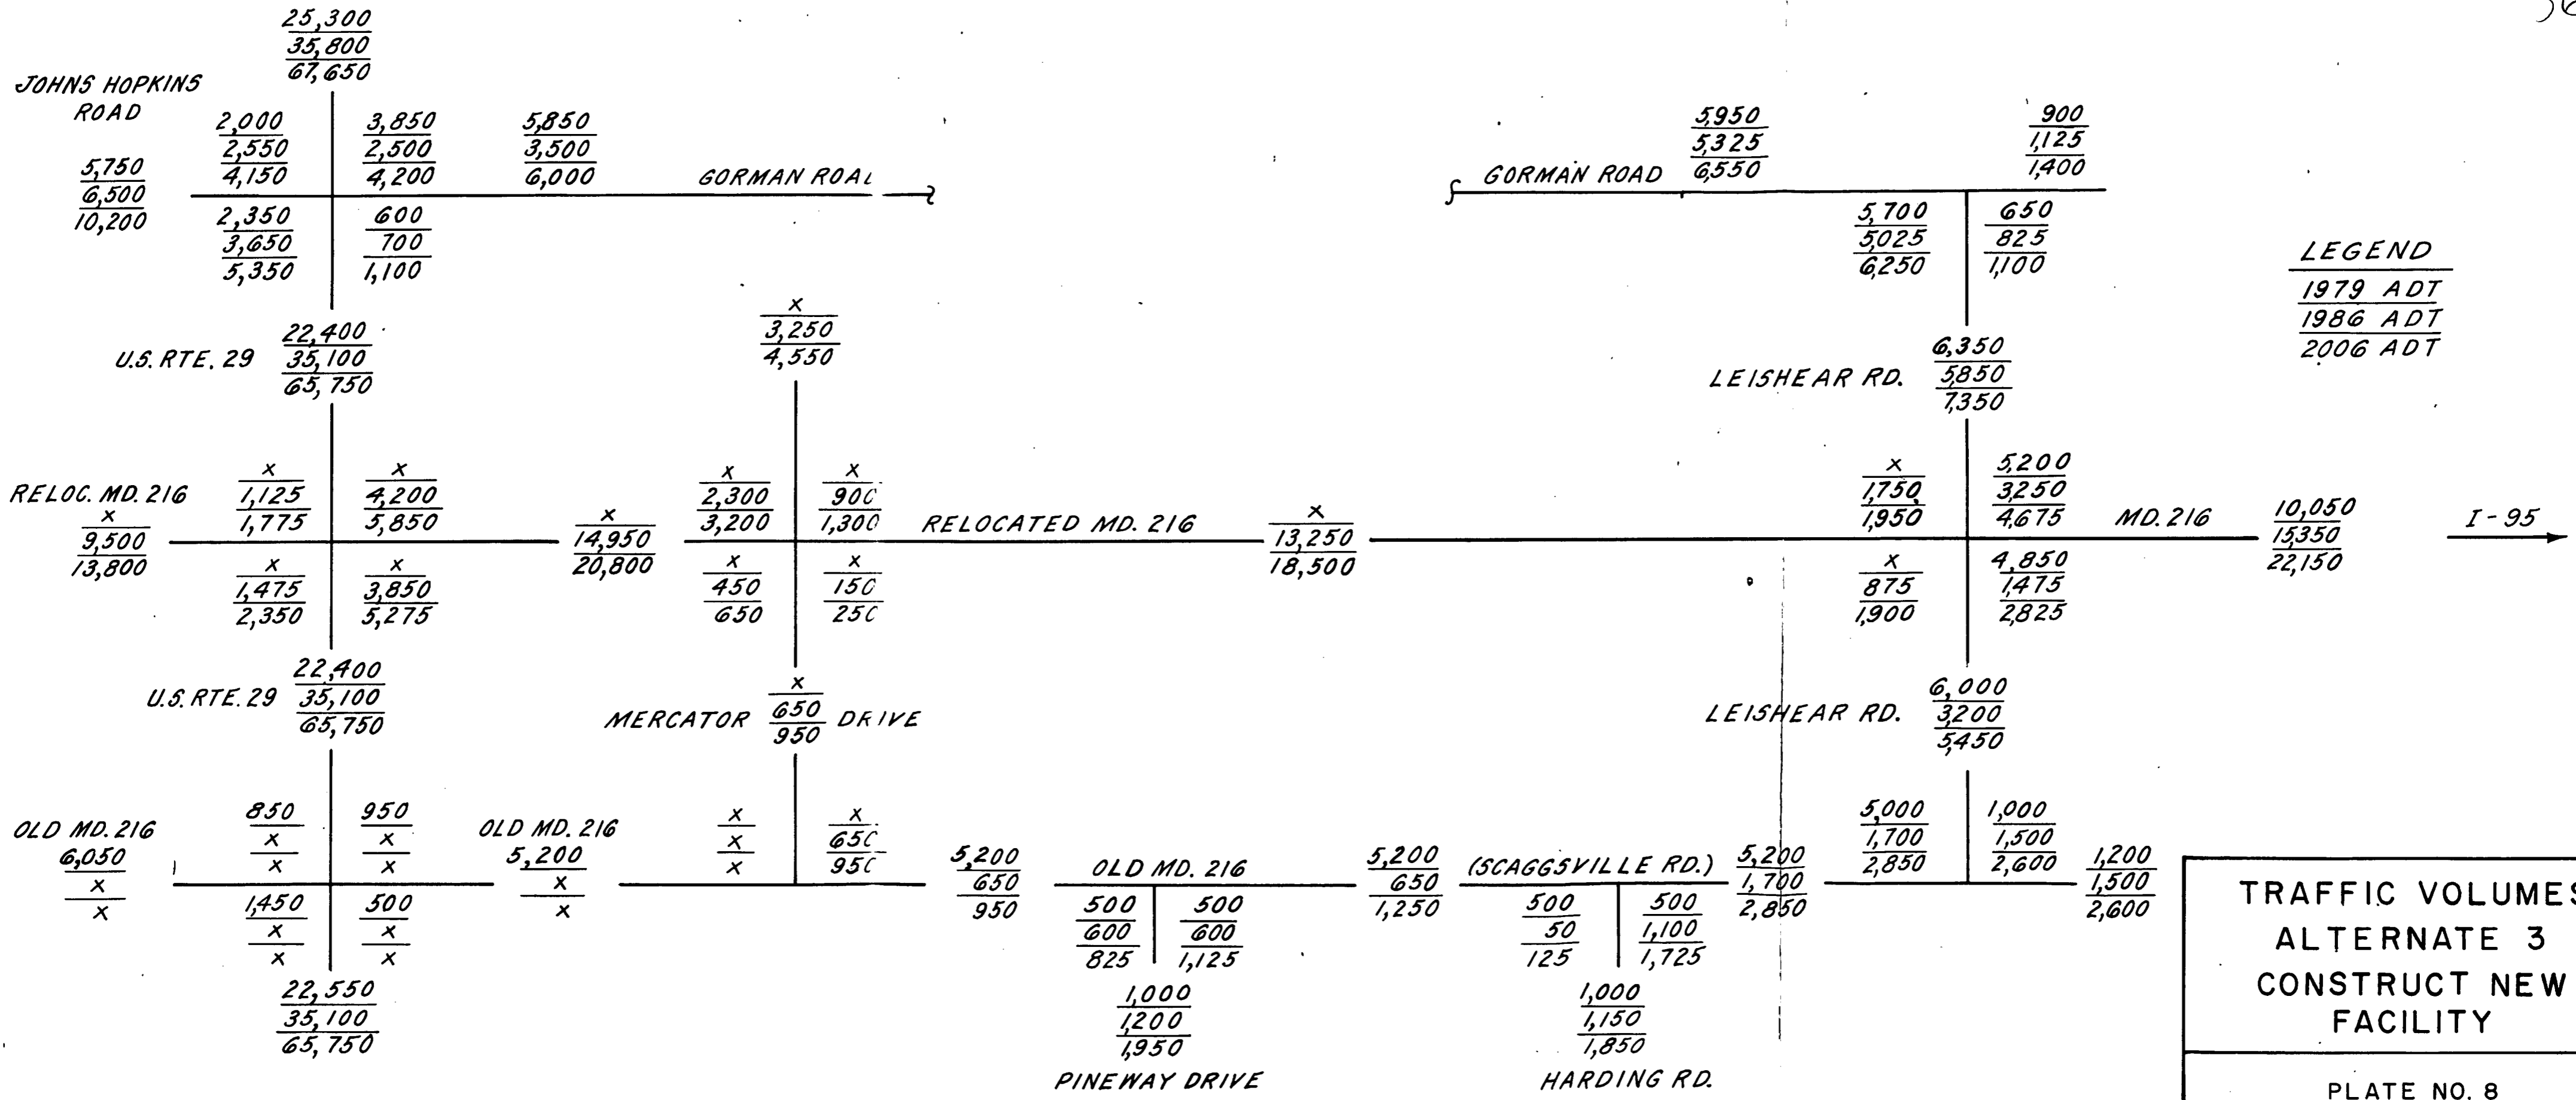 25,300
35,800
67,650
JOHNS HOPKINS
ROAD
5,750
6,500
10,200
2,000
2,550
4,150
3,850
2,500
4,200
5,850
3,500
6,000
GORMAN ROAD
2,350
3,650
5,350
600
700
1,100
GORMAN ROAD
5,950
5,325
6,550
900
1,125
1,400
5,700
5,025
6,250
650
825
1,100
LEGEND
1979 ADT
1986 ADT
2006 ADT
U.S. RTE. 29
22,400
35,100
65,750
X
3,250
4,550
LEISHEAR RD.
6,350
5,850
7,350
RELOC. MD. 216
X
9,500
13,800
X
1,125
1,775
X
4,200
5,850
X
1,475
2,350
X
3,850
5,275
X
14,950
20,800
X
2,300
3,200
X
900
1,300
X
450
650
X
150
250
RELOCATED MD. 216
X
13,250
18,500
X
1,750
1,950
5,200
3,250
4,675
X
875
1,900
4,850
1,475
2,825
MD. 216
10,050
15,350
22,150
I-95
U.S. RTE. 29
22,400
35,100
65,750
MERCATOR DRIVE
X
650
950
LEISHEAR RD.
6,000
3,200
5,450
OLD MD. 216
6,050
X
X
850
X
X
950
X
X
1,450
X
X
500
X
X
22,550
35,100
65,750
OLD MD. 216
5,200
X
X
X
X
X
X
650
950
5,200
650
950
OLD MD. 216
500
600
825
500
600
1,125
1,000
1,200
1,950
PINEWAY DRIVE
5,200
650
1,250
(SCAGGSVILLE RD.)
500
50
125
500
1,100
1,725
1,000
1,150
1,850
HARDING RD.
5,200
1,700
2,850
5,000
1,700
2,850
1,000
1,500
2,600
1,200
1,500
2,600
TRAFFIC VOLUMES
ALTERNATE 3
CONSTRUCT NEW
FACILITY
PLATE NO. 8